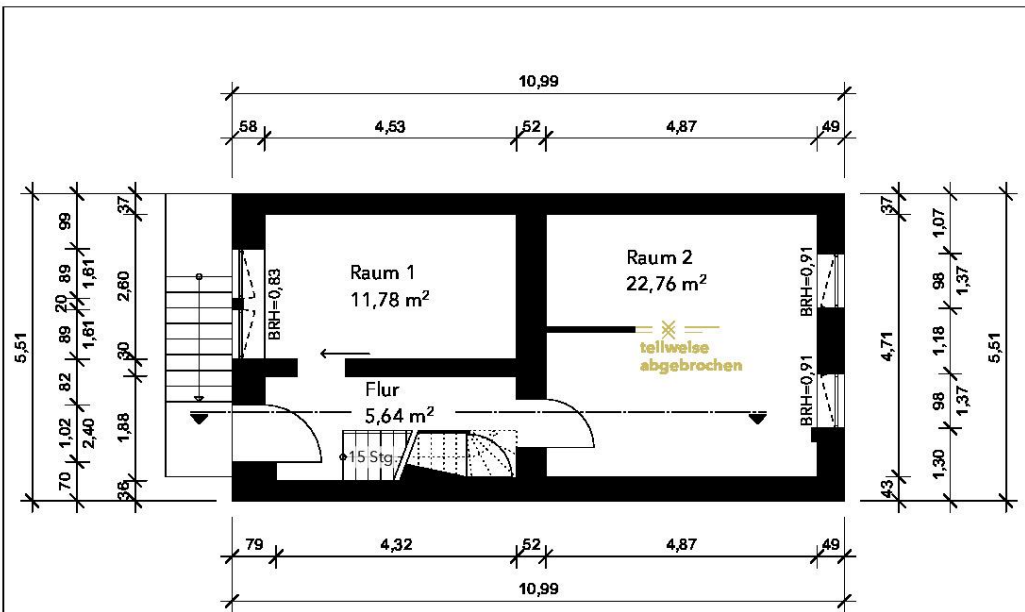 10,99
58 4,53 52 4,87 49
5,51
99 89 20 89 82 1,02 70
1,61 1,61 2,40
37 2,60 30 1,88 36
BRH=0,83
Raum 1
11,78 m²
Raum 2
22,76 m²
teilweise
abgebrochen
Flur
5,64 m²
15 Stg.
BRH=0,91
BRH=0,91
37 4,71 43
1,07 98 1,18 98 1,30
1,37 1,37
5,51
79 4,32 52 4,87 49
10,99